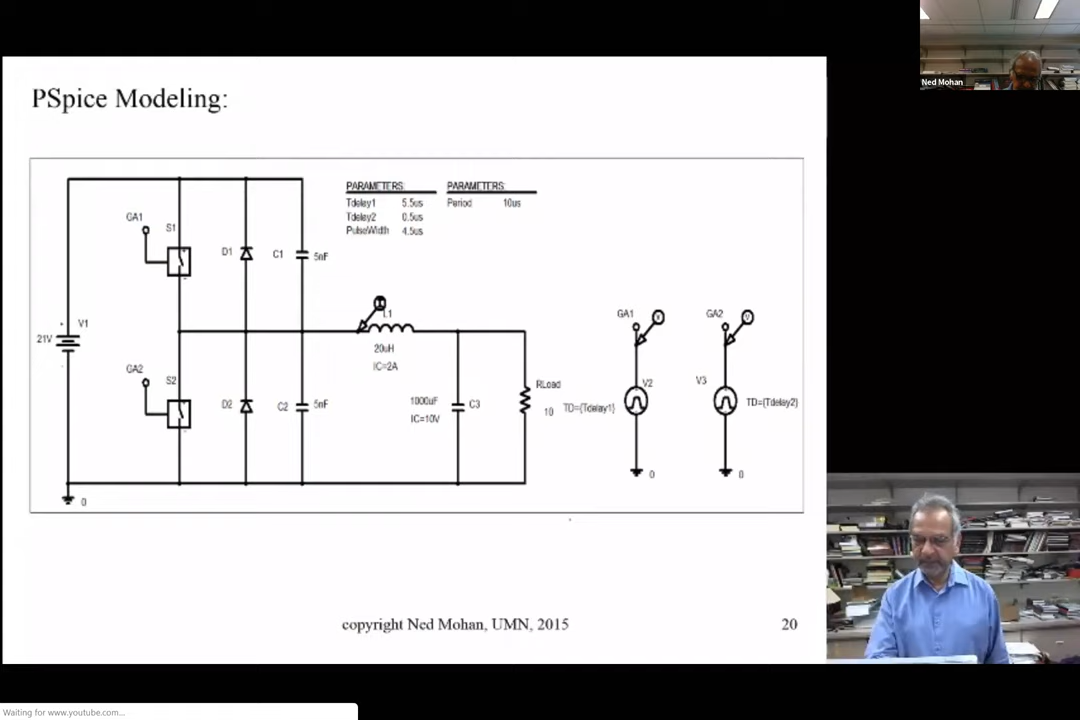 Ned Mohan
PSpice Modeling:
PARAMETERS: PARAMETERS:
Tdelay1 5.5us Period 10us
Tdelay2 0.5us
PulseWidth 4.5us
GA1
S1
D1
C1
5nF
L1
20uH
IC=2A
21V
V1
GA2
S2
D2
C2
5nF
1000uF
IC=10V
C3
RLoad
10
GA1
V2
TD={Tdelay1}
0
GA2
V3
TD={Tdelay2}
0
0
copyright Ned Mohan, UMN, 2015
20
Waiting for www.youtube.com...